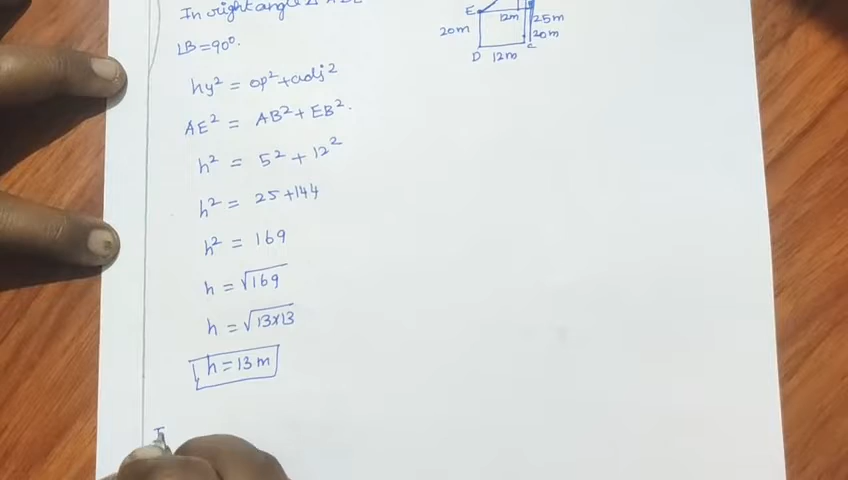 In right angle
∠B=90°.
hy² = op²+adj²
AE² = AB²+EB².
h² = 5²+12²
h² = 25+144
h² = 169
h = √169
h = √13×13
h = 13 m
E
12m
25m
20m
20m
D 12m C